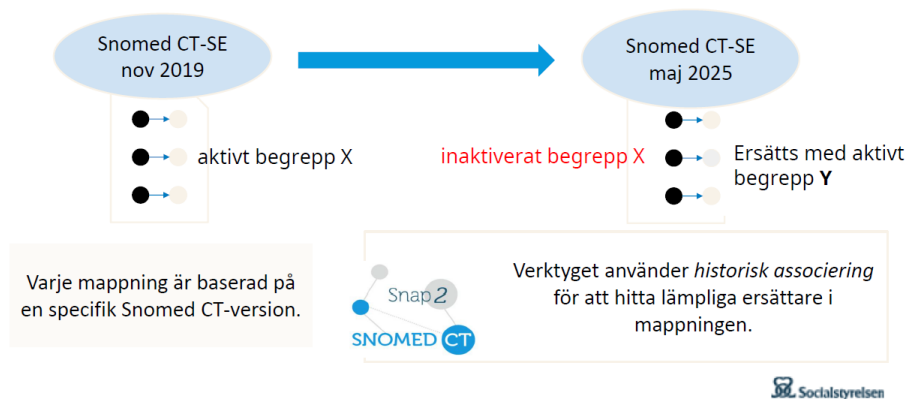 Snomed CT-SE
nov 2019
Snomed CT-SE
maj 2025
aktivt begrepp X
inaktiverat begrepp X
Ersätts med aktivt
begrepp Y
Varje mappning är baserad på
en specifik Snomed CT-version.
Snap2
SNOMED CT
Verktyget använder historisk associering
för att hitta lämpliga ersättare i
mappningen.
Socialstyrelsen